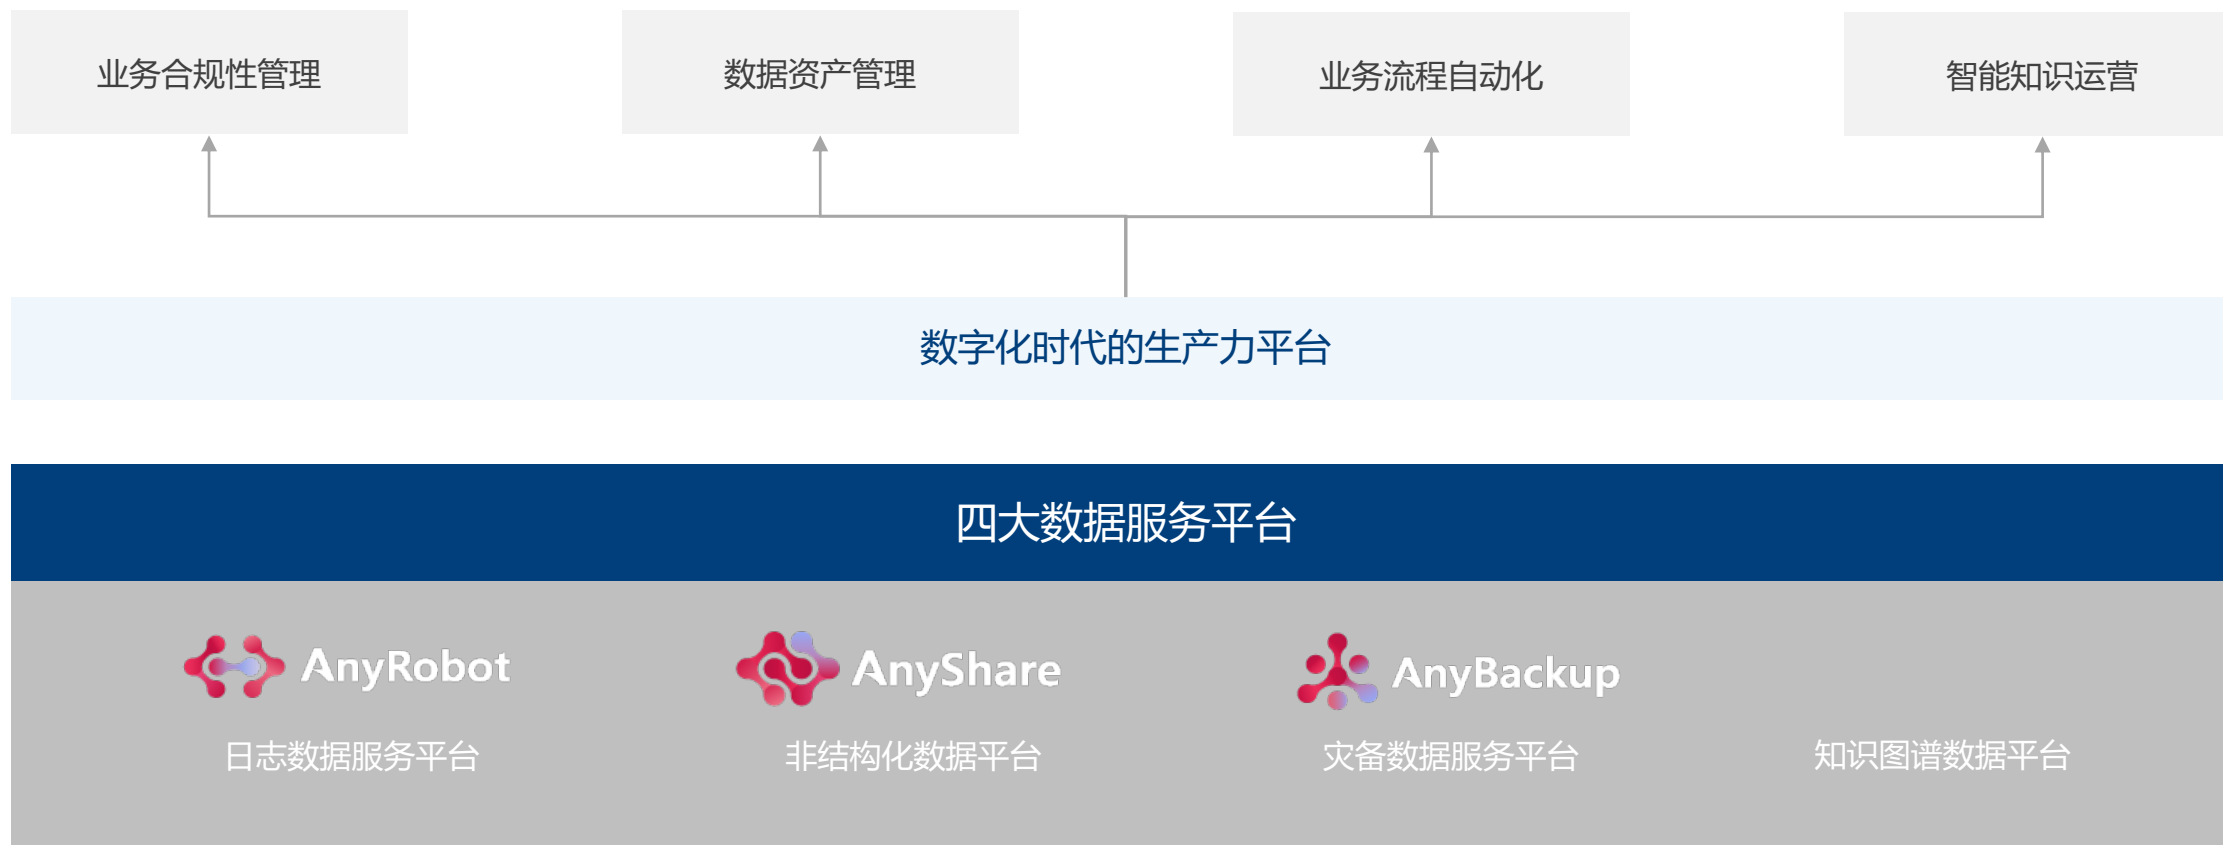 业务合规性管理
数据资产管理
业务流程自动化
智能知识运营
数字化时代的生产力平台
四大数据服务平台
AnyRobot
AnyShare
AnyBackup
日志数据服务平台
非结构化数据平台
灾备数据服务平台
知识图谱数据平台